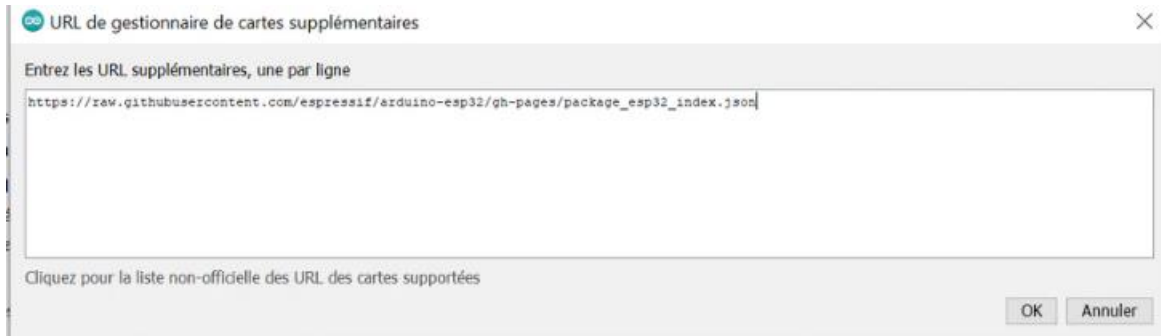 URL de gestionnaire de cartes supplémentaires
Entrez les URL supplémentaires, une par ligne
https://raw.githubusercontent.com/espressif/arduino-esp32/gh-pages/package_esp32_index.json
Cliquez pour la liste non-officielle des URL des cartes supportées
OK Annuler